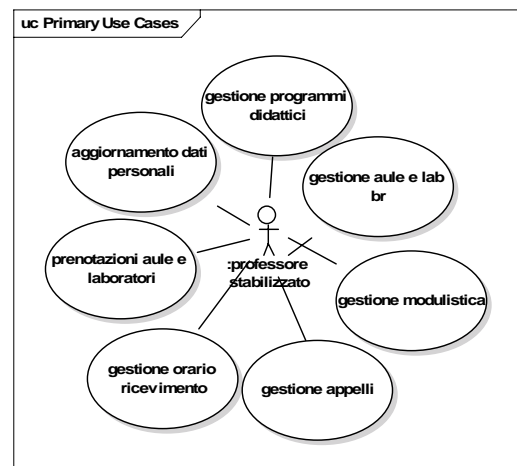 uc Primary Use Cases
gestione programmi
didattici
aggiornamento dati
personali
gestione aule e lab
br
prenotazioni aule e
laboratori
:professore
stabilizzato
gestione modulistica
gestione orario
ricevimento
gestione appelli